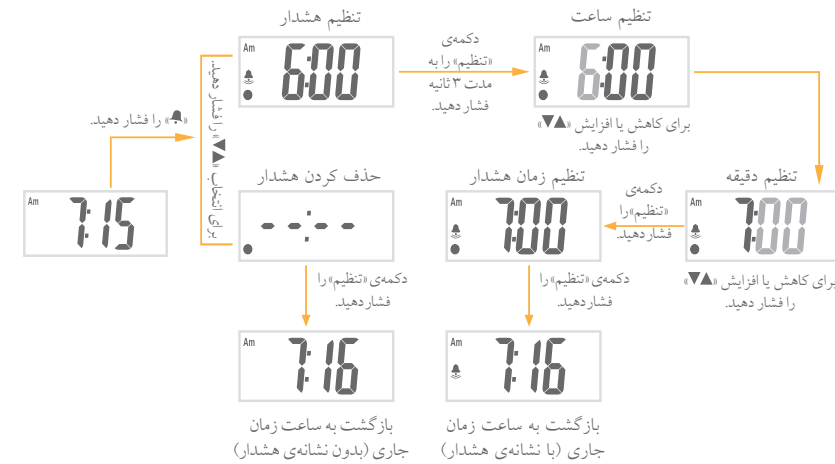 تنظیم هشدار
Am
6:00
دکمه‌ی
«تنظیم» را به
مدت ۳ ثانیه
فشار دهید.
تنظیم ساعت
Am
6:00
برای کاهش یا افزایش «▲▼»
را فشار دهید.
«🔔» را فشار دهید.
برای انتخاب «▲▼» را فشار دهید.
Am
7:15
حذف کردن هشدار
--:--
تنظیم زمان هشدار
Am
7:00
دکمه‌ی
«تنظیم» را
فشار دهید.
تنظیم دقیقه
Am
7:00
برای کاهش یا افزایش «▲▼»
را فشار دهید.
دکمه‌ی «تنظیم» را
فشار دهید.
دکمه‌ی «تنظیم» را
فشار دهید.
Am
7:16
Am
7:16
بازگشت به ساعت زمان
جاری (بدون نشانه‌ی هشدار)
بازگشت به ساعت زمان
جاری (با نشانه‌ی هشدار)